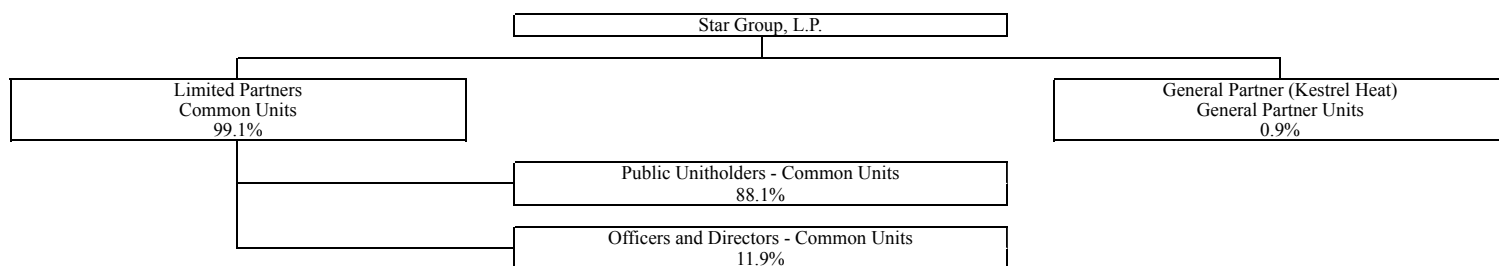 Star Group, L.P.
Limited Partners
Common Units
99.1%
General Partner (Kestrel Heat)
General Partner Units
0.9%
Public Unitholders - Common Units
88.1%
Officers and Directors - Common Units
11.9%